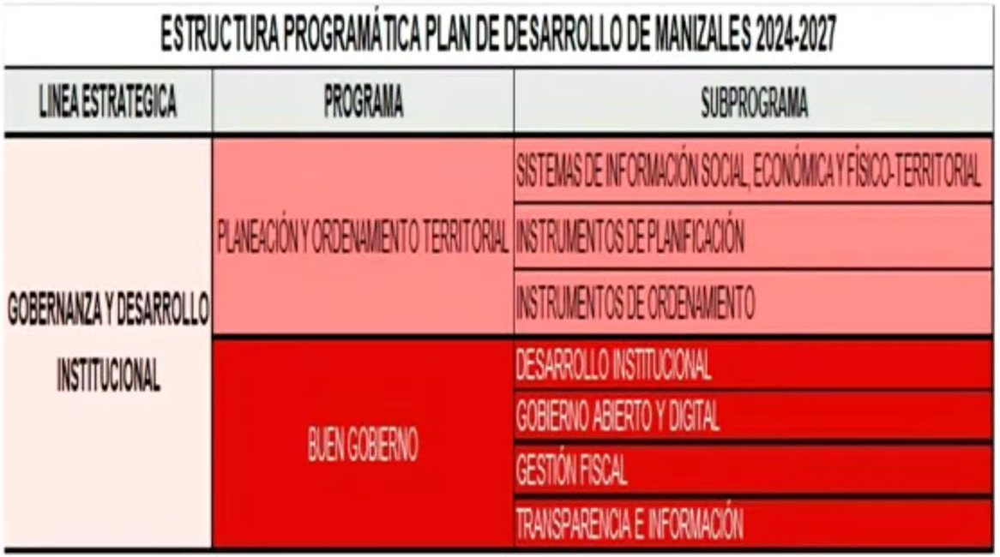 ESTRUCTURA PROGRAMÁTICA PLAN DE DESARROLLO DE MANIZALES 2024-2027
LINEA ESTRATEGICA
PROGRAMA
SUBPROGRAMA
GOBERNANZA Y DESARROLLO
INSTITUCIONAL
PLANEACIÓN Y ORDENAMIENTO TERRITORIAL
SISTEMAS DE INFORMACIÓN SOCIAL, ECONÓMICA Y FÍSICO-TERRITORIAL
INSTRUMENTOS DE PLANIFICACIÓN
INSTRUMENTOS DE ORDENAMIENTO
BUEN GOBIERNO
DESARROLLO INSTITUCIONAL
GOBIERNO ABIERTO Y DIGITAL
GESTIÓN FISCAL
TRANSPARENCIA E INFORMACIÓN